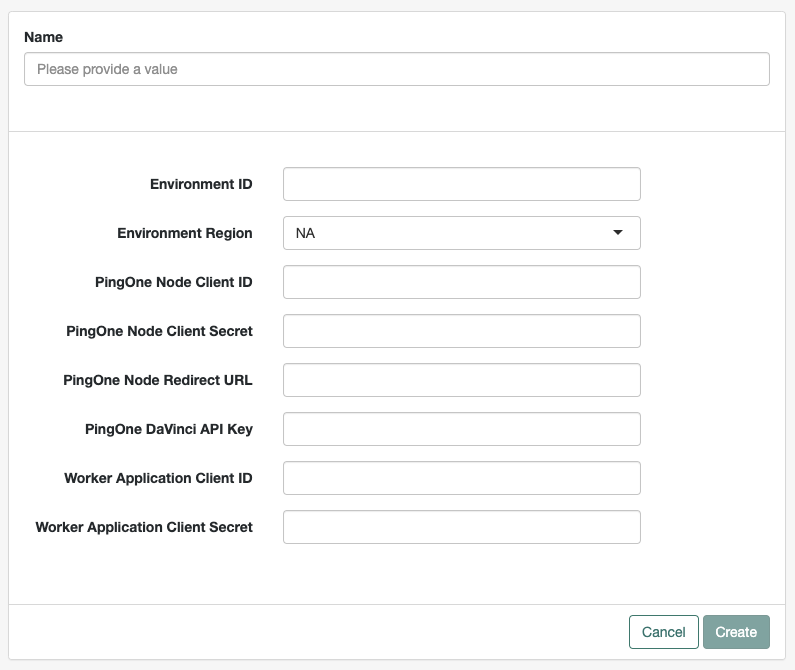 Name
Please provide a value
Environment ID
Environment Region
NA
PingOne Node Client ID
PingOne Node Client Secret
PingOne Node Redirect URL
PingOne DaVinci API Key
Worker Application Client ID
Worker Application Client Secret
Cancel
Create